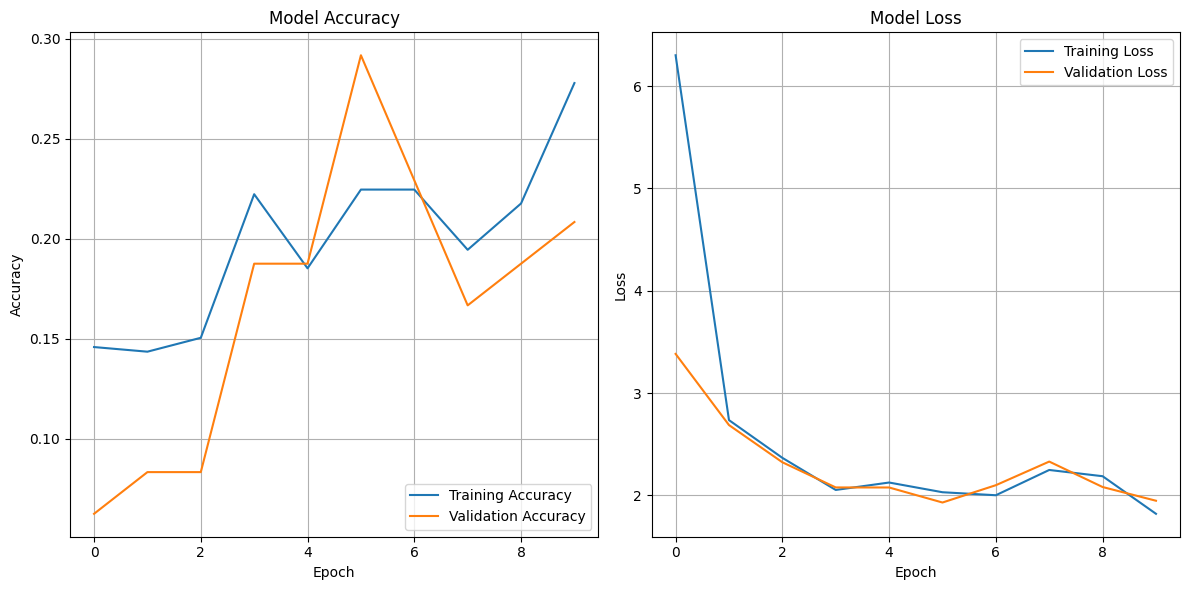 Model Accuracy
0.30
0.25
0.20
0.15
0.10
Accuracy
0 2 4 6 8
Epoch
Training Accuracy
Validation Accuracy
Model Loss
6
5
4
3
2
Loss
0 2 4 6 8
Epoch
Training Loss
Validation Loss